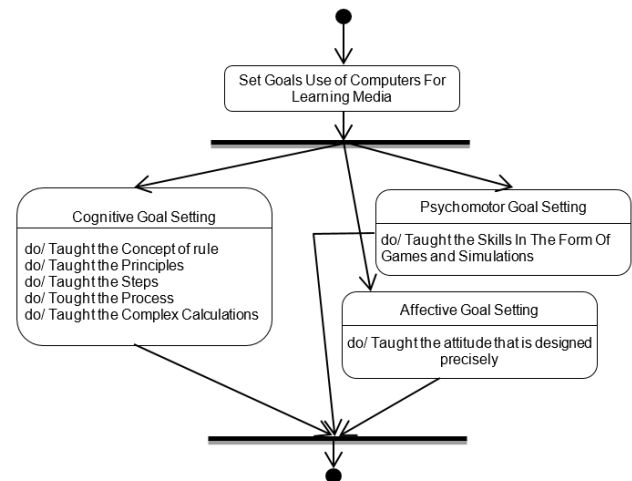 Set Goals Use of Computers For
Learning Media
Cognitive Goal Setting
do/ Taught the Concept of rule
do/ Taught the Principles
do/ Taught the Steps
do/ Tought the Process
do/ Taught the Complex Calculations
Psychomotor Goal Setting
do/ Taught the Skills In The Form Of
Games and Simulations
Affective Goal Setting
do/ Taught the attitude that is designed
precisely